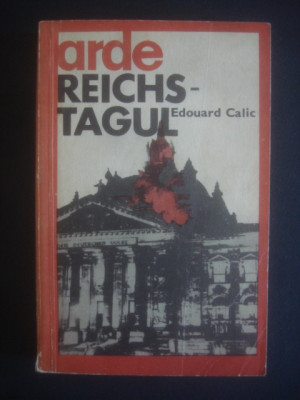 arde
REICHS-
TAGUL
Edouard Calic